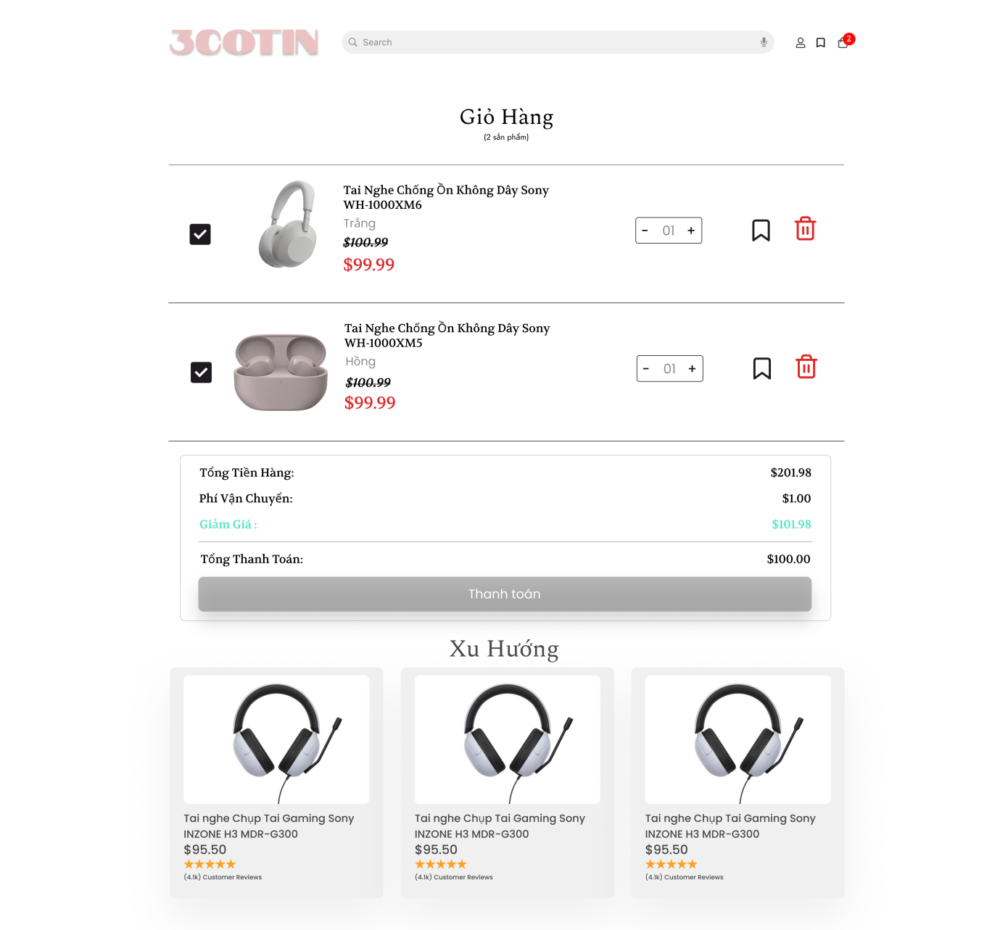 3COTIN
Search
2
Giỏ Hàng
(2 sản phẩm)
Tai Nghe Chống Ồn Không Dây Sony
WH-1000XM6
Trắng
$100.99
$99.99
- 01 +
Tai Nghe Chống Ồn Không Dây Sony
WH-1000XM5
Hồng
$100.99
$99.99
- 01 +
Tổng Tiền Hàng: $201.98
Phí Vận Chuyển: $1.00
Giảm Giá : $101.98
Tổng Thanh Toán: $100.00
Thanh toán
Xu Hướng
Tai nghe Chụp Tai Gaming Sony
INZONE H3 MDR-G300
$95.50
(4.1k) Customer Reviews
Tai nghe Chụp Tai Gaming Sony
INZONE H3 MDR-G300
$95.50
(4.1k) Customer Reviews
Tai nghe Chụp Tai Gaming Sony
INZONE H3 MDR-G300
$95.50
(4.1k) Customer Reviews